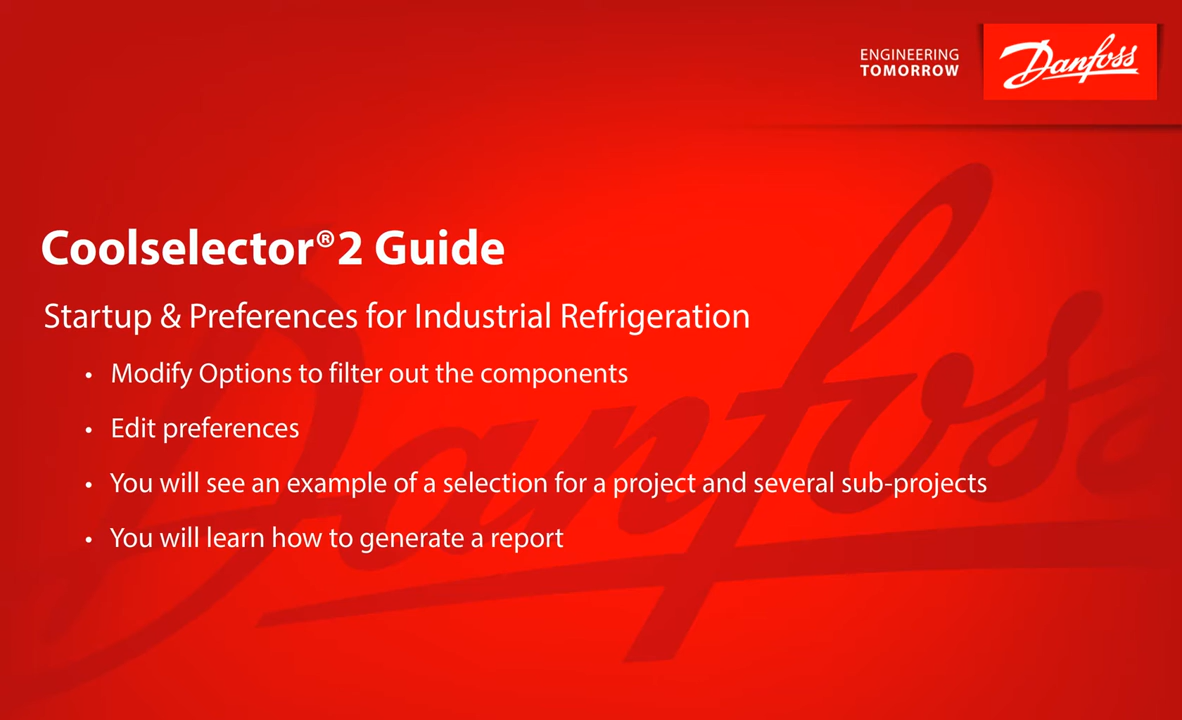 ENGINEERING
TOMORROW
Danfoss
Coolselector®2 Guide
Startup & Preferences for Industrial Refrigeration
• Modify Options to filter out the components
• Edit preferences
• You will see an example of a selection for a project and several sub-projects
• You will learn how to generate a report
Danfoss